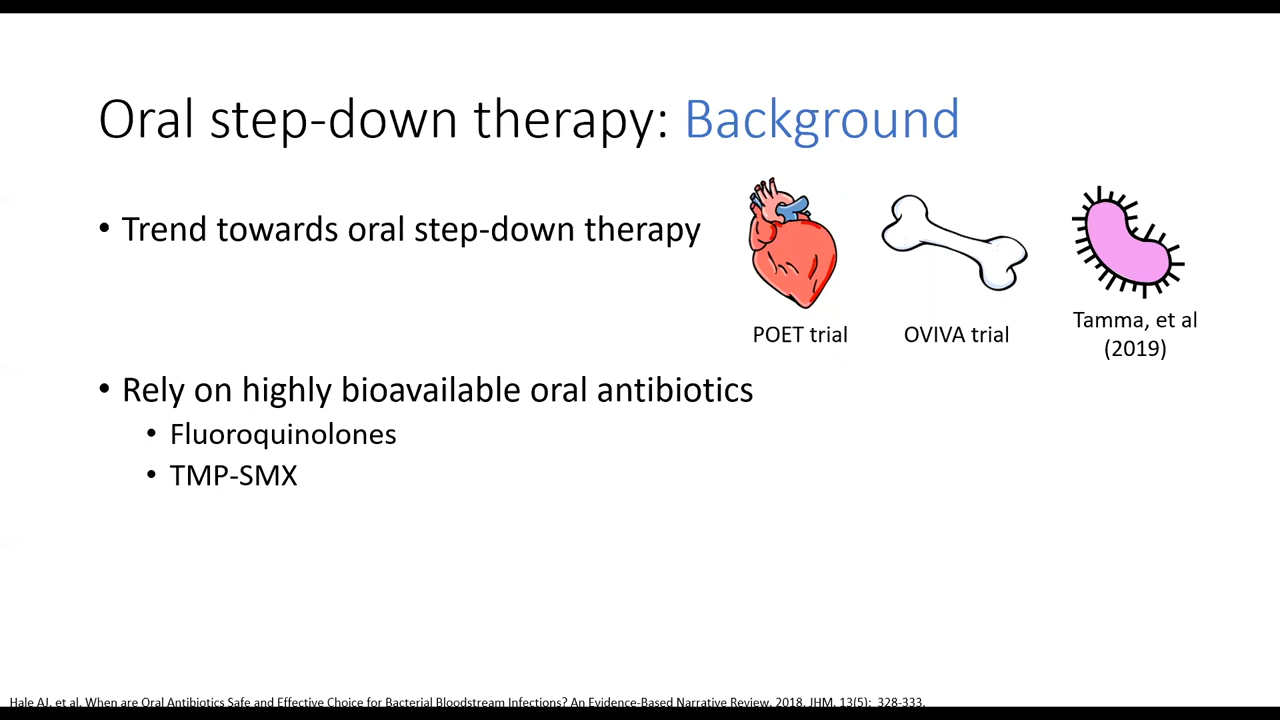 Oral step-down therapy: Background
• Trend towards oral step-down therapy
POET trial
OVIVA trial
Tamma, et al
(2019)
• Rely on highly bioavailable oral antibiotics
• Fluoroquinolones
• TMP-SMX
Hale AJ, et al. When are Oral Antibiotics Safe and Effective Choice for Bacterial Bloodstream Infections? An Evidence-Based Narrative Review. 2018. JHM. 13(5): 328-333.